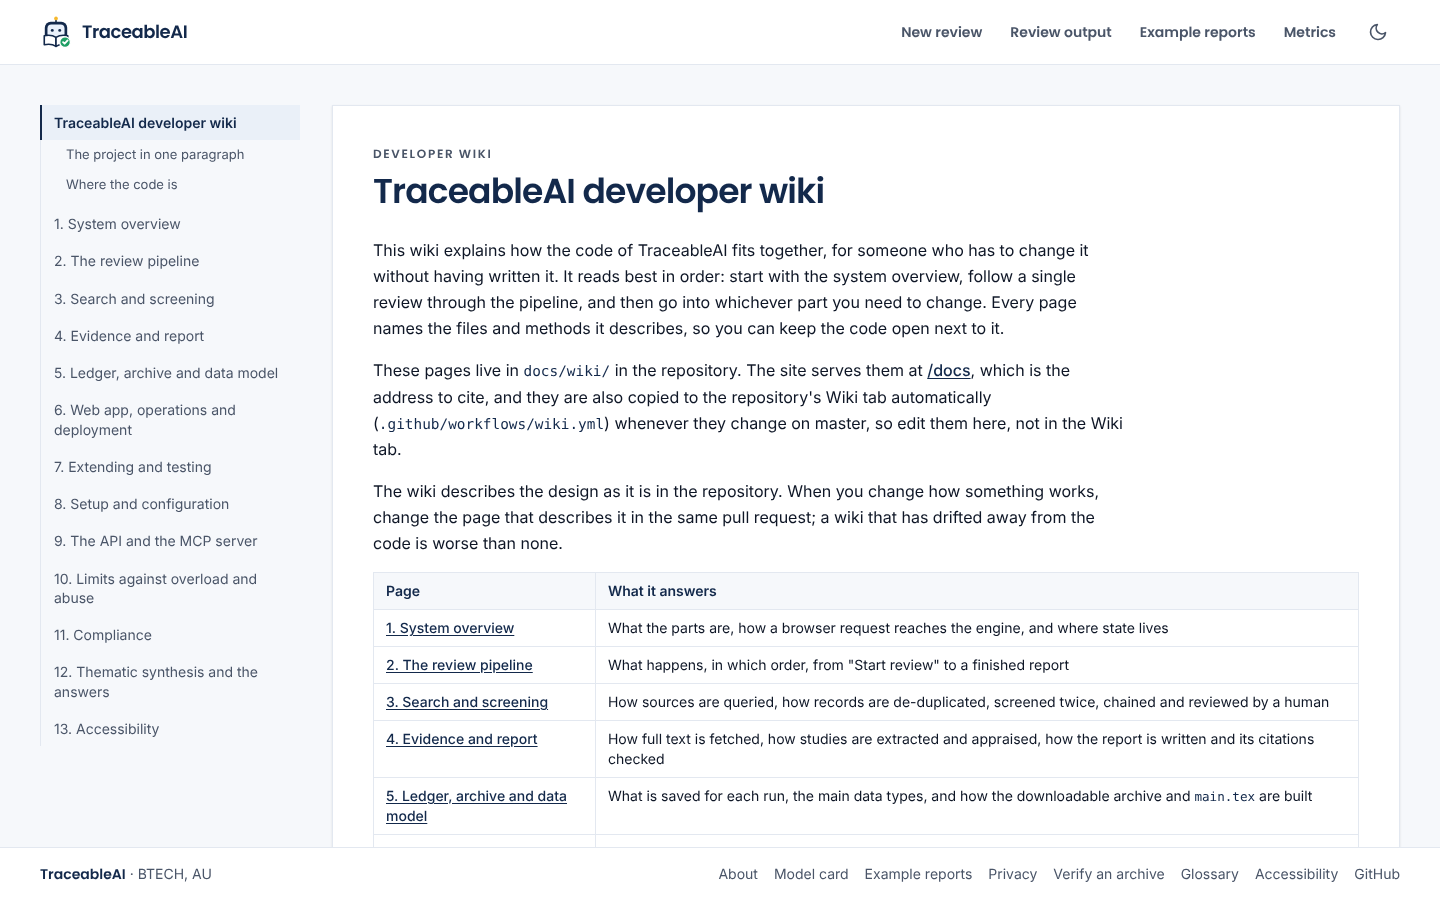 TraceableAI
New review
Review output
Example reports
Metrics
TraceableAI developer wiki
The project in one paragraph
Where the code is
1. System overview
2. The review pipeline
3. Search and screening
4. Evidence and report
5. Ledger, archive and data model
6. Web app, operations and
deployment
7. Extending and testing
8. Setup and configuration
9. The API and the MCP server
10. Limits against overload and
abuse
11. Compliance
12. Thematic synthesis and the
answers
13. Accessibility
DEVELOPER WIKI
TraceableAI developer wiki
This wiki explains how the code of TraceableAI fits together, for someone who has to change it
without having written it. It reads best in order: start with the system overview, follow a single
review through the pipeline, and then go into whichever part you need to change. Every page
names the files and methods it describes, so you can keep the code open next to it.
These pages live in docs/wiki/ in the repository. The site serves them at /docs, which is the
address to cite, and they are also copied to the repository's Wiki tab automatically
(.github/workflows/wiki.yml) whenever they change on master, so edit them here, not in the Wiki
tab.
The wiki describes the design as it is in the repository. When you change how something works,
change the page that describes it in the same pull request; a wiki that has drifted away from the
code is worse than none.
Page
What it answers
1. System overview
What the parts are, how a browser request reaches the engine, and where state lives
2. The review pipeline
What happens, in which order, from "Start review" to a finished report
3. Search and screening
How sources are queried, how records are de-duplicated, screened twice, chained and reviewed by a human
4. Evidence and report
How full text is fetched, how studies are extracted and appraised, how the report is written and its citations
checked
5. Ledger, archive and data
model
What is saved for each run, the main data types, and how the downloadable archive and main.tex are built
TraceableAI · BTECH, AU
About
Model card
Example reports
Privacy
Verify an archive
Glossary
Accessibility
GitHub